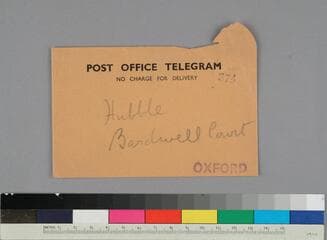 POST OFFICE TELEGRAM
NO CHARGE FOR DELIVERY
Hubble
Bardwell Court
OXFORD